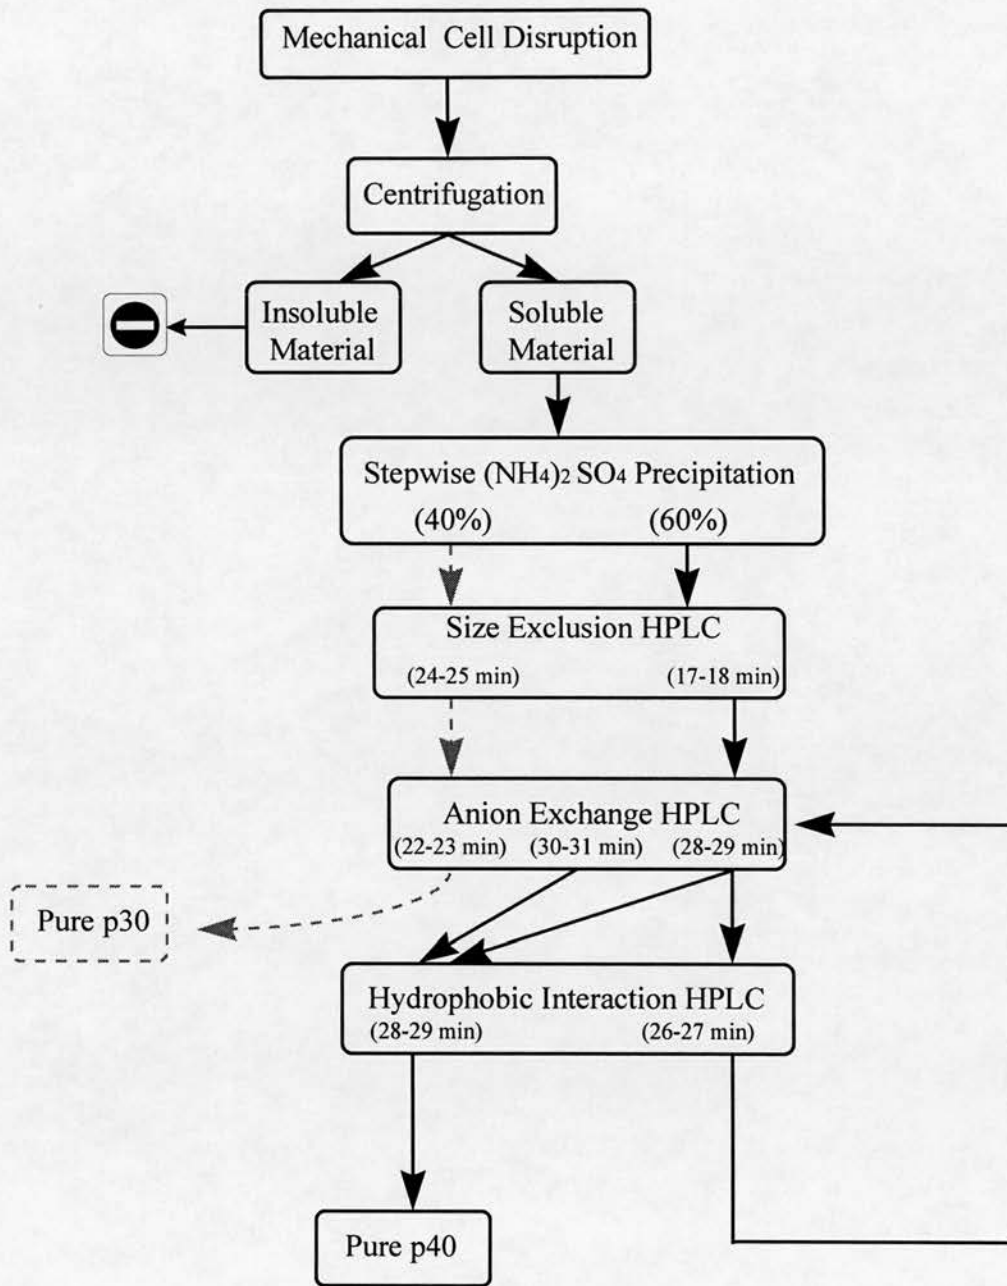 Mechanical Cell Disruption
Centrifugation
Insoluble
Material
Soluble
Material
Stepwise (NH4)2 SO4 Precipitation
(40%) (60%)
Size Exclusion HPLC
(24-25 min) (17-18 min)
Anion Exchange HPLC
(22-23 min) (30-31 min) (28-29 min)
Pure p30
Hydrophobic Interaction HPLC
(28-29 min) (26-27 min)
Pure p40